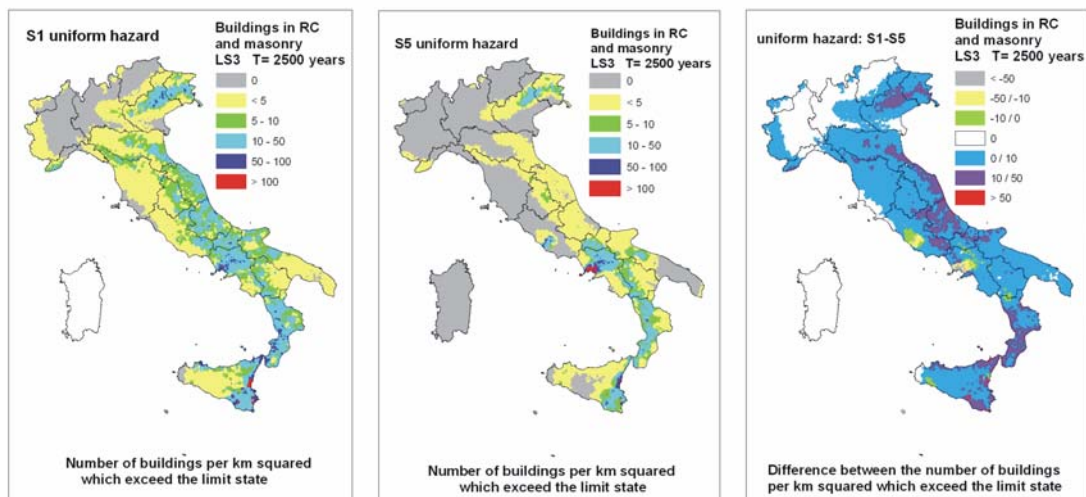 S1 uniform hazard
Buildings in RC
and masonry
LS3 T= 2500 years
0
< 5
5 - 10
10 - 50
50 - 100
> 100
Number of buildings per km squared
which exceed the limit state
S5 uniform hazard
Buildings in RC
and masonry
LS3 T= 2500 years
0
< 5
5 - 10
10 - 50
50 - 100
> 100
Number of buildings per km squared
which exceed the limit state
uniform hazard: S1-S5
Buildings in RC
and masonry
LS3 T= 2500 years
< -50
-50 / -10
-10 / 0
0
0 / 10
10 / 50
> 50
Difference between the number of buildings
per km squared which exceed the limit state